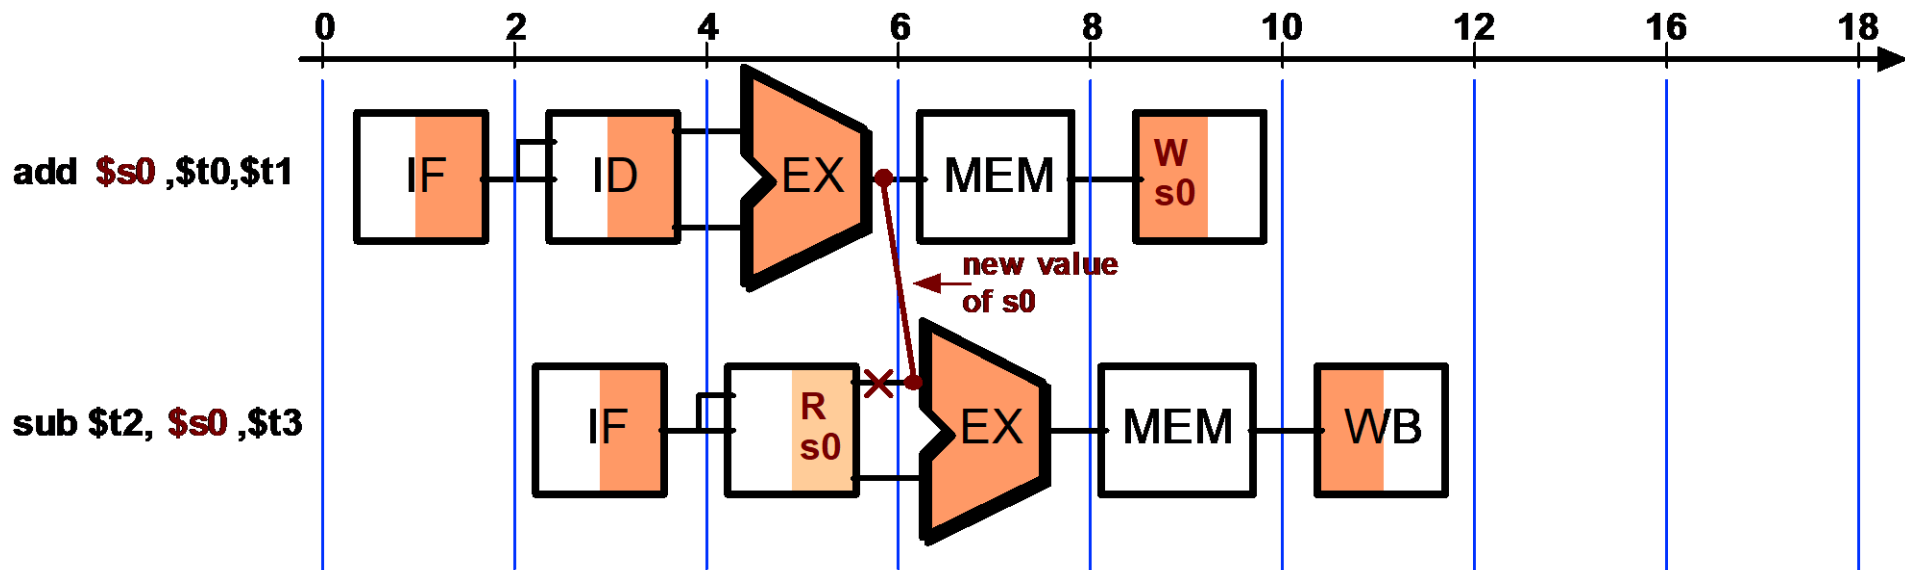 0 2 4 6 8 10 12 16 18
add $s0 ,$t0,$t1
IF ID EX MEM W
s0
new value
of s0
sub $t2, $s0 ,$t3
IF R
s0 EX MEM WB